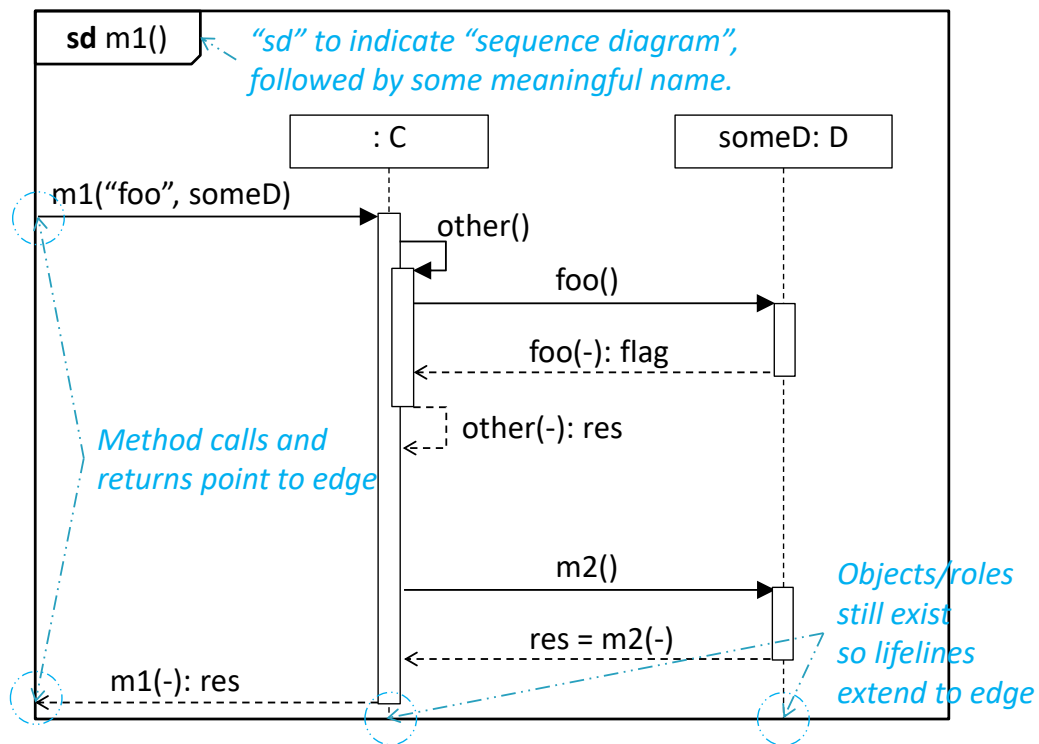 sd m1()
“sd” to indicate “sequence diagram”,
followed by some meaningful name.
: C
someD: D
m1(“foo”, someD)
other()
foo()
foo(-): flag
other(-): res
Method calls and
returns point to edge
m2()
res = m2(-)
Objects/roles
still exist
so lifelines
extend to edge
m1(-): res